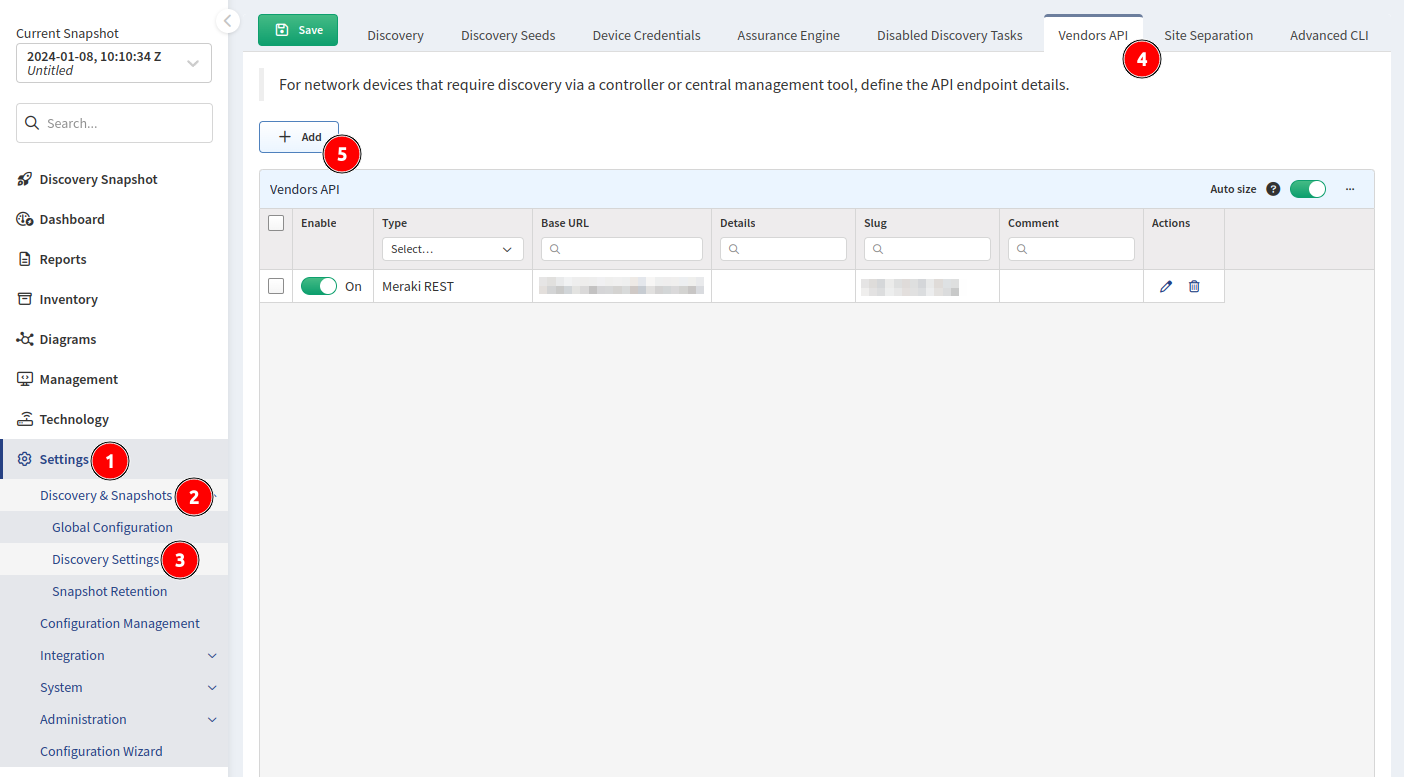 Current Snapshot
2024-01-08, 10:10:34 Z
Untitled
Search...
Discovery Snapshot
Dashboard
Reports
Inventory
Diagrams
Management
Technology
Settings 1
Discovery & Snapshots 2
Global Configuration
Discovery Settings 3
Snapshot Retention
Configuration Management
Integration
System
Administration
Configuration Wizard
Save Discovery Discovery Seeds Device Credentials Assurance Engine Disabled Discovery Tasks Vendors API Site Separation Advanced CLI
4
For network devices that require discovery via a controller or central management tool, define the API endpoint details.
+ Add
5
Vendors API Auto size ? ...
Enable Type Base URL Details Slug Comment Actions
Select...
On Meraki REST